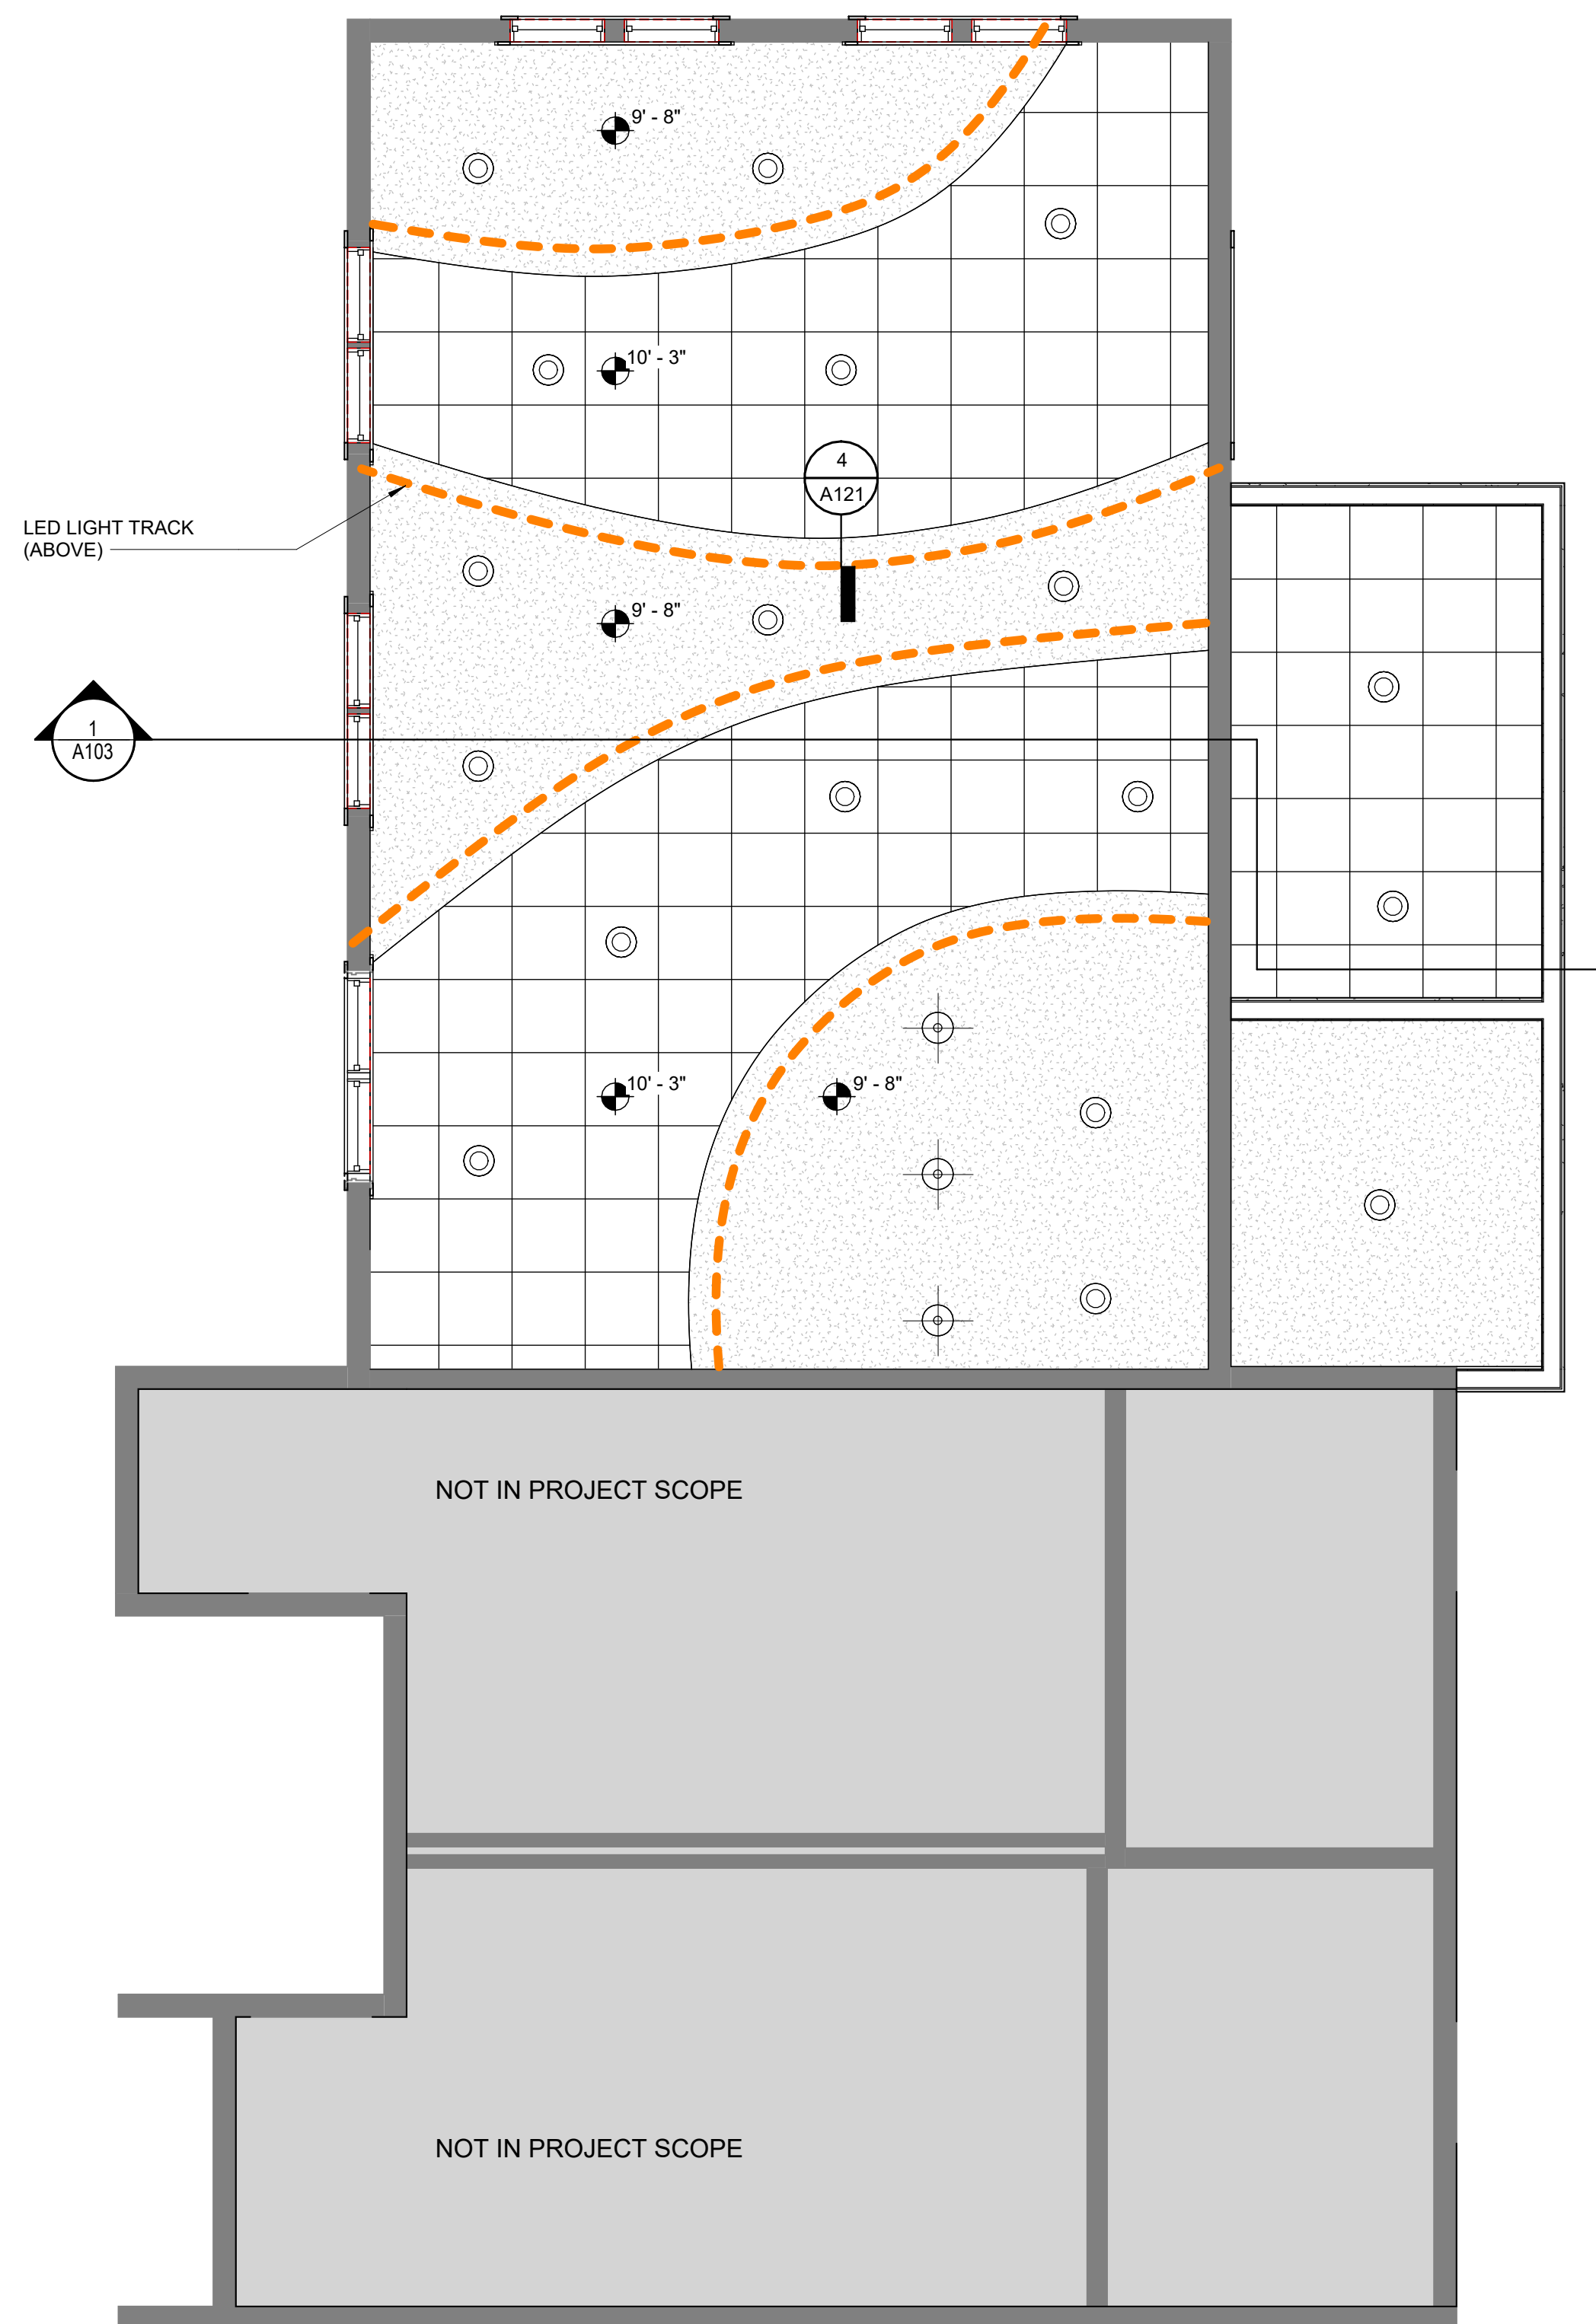 9' - 8"
10' - 3"
4
A121
LED LIGHT TRACK
(ABOVE)
9' - 8"
1
A103
10' - 3"
9' - 8"
NOT IN PROJECT SCOPE
NOT IN PROJECT SCOPE